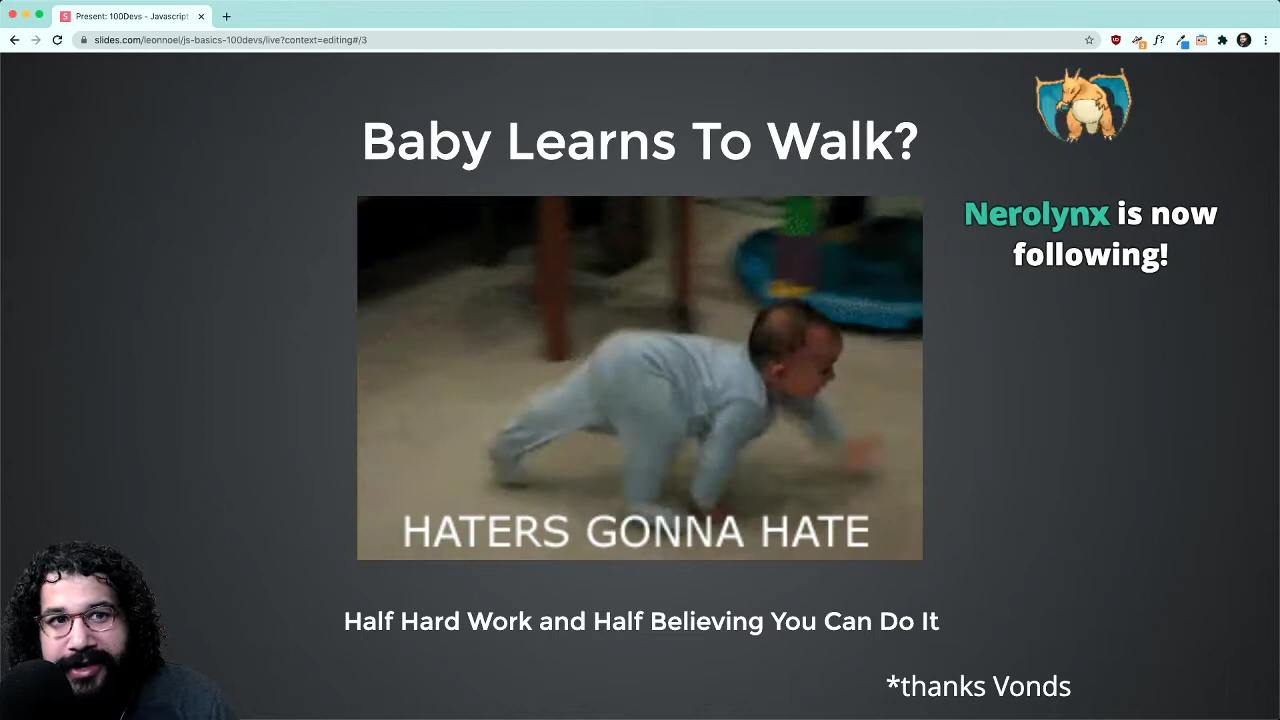 Present: 100Devs - Javascript
slides.com/leonnoel/js-basics-100devs/live?context=editing#/3
Baby Learns To Walk?
Nerolynx is now
following!
HATERS GONNA HATE
Half Hard Work and Half Believing You Can Do It
*thanks Vonds